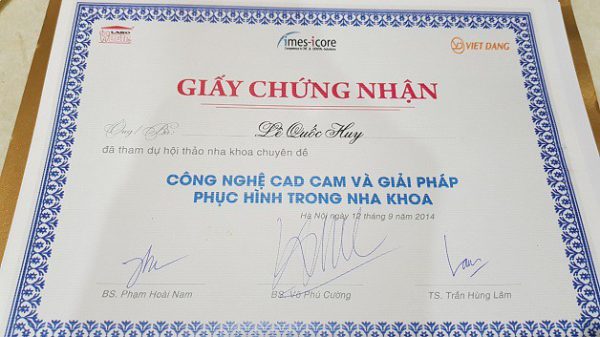 LABO
imes-icore
VIET DANG
GIẤY CHỨNG NHẬN
Ông/Bà: Lê Quốc Huy
đã tham dự hội thảo nha khoa chuyên đề
CÔNG NGHỆ CAD CAM VÀ GIẢI PHÁP
PHỤC HÌNH TRONG NHA KHOA
Hà Nội ngày 12 tháng 9 năm 2014
BS. Phạm Hoài Nam
BS. Võ Phú Cường
TS. Trần Hùng Lâm